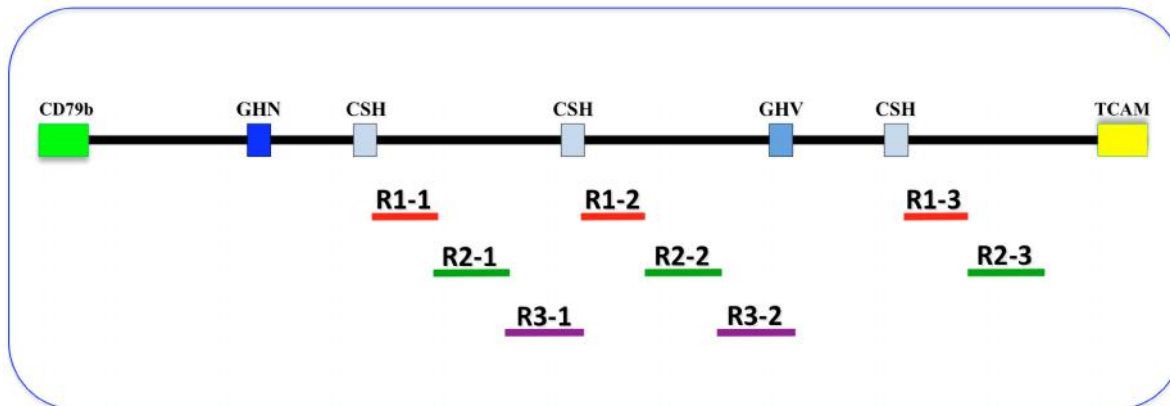 CD79b GHN CSH CSH GHV CSH TCAM
R1-1 R1-2 R1-3
R2-1 R2-2 R2-3
R3-1 R3-2